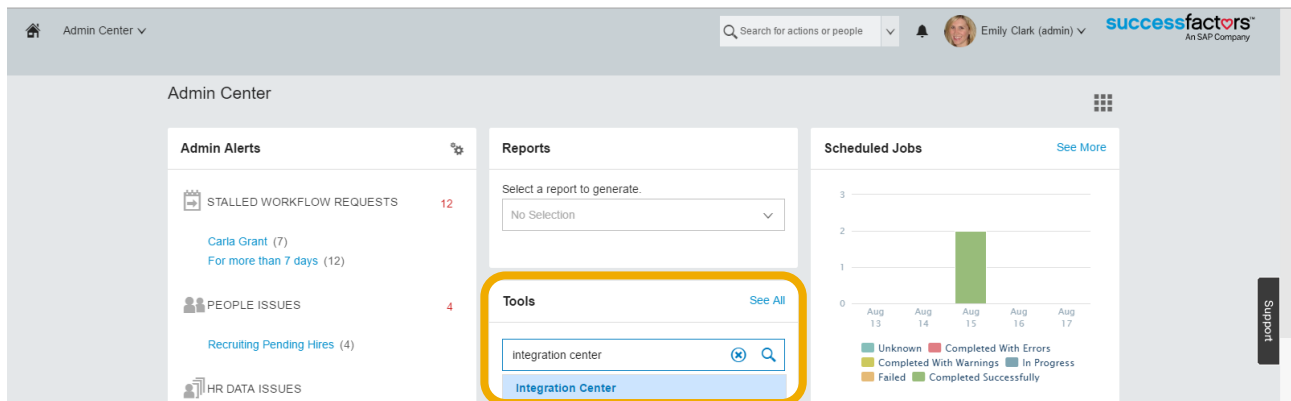 Admin Center
Search for actions or people
Emily Clark (admin)
successfactors™
An SAP Company
Admin Center
Admin Alerts
STALLED WORKFLOW REQUESTS 12
Carla Grant (7)
For more than 7 days (12)
PEOPLE ISSUES 4
Recruiting Pending Hires (4)
HR DATA ISSUES
Reports
Select a report to generate.
No Selection
Tools See All
integration center
Integration Center
Scheduled Jobs See More
3
2
1
0
Aug Aug Aug Aug Aug
13 14 15 16 17
Unknown Completed With Errors
Completed With Warnings In Progress
Failed Completed Successfully
Support